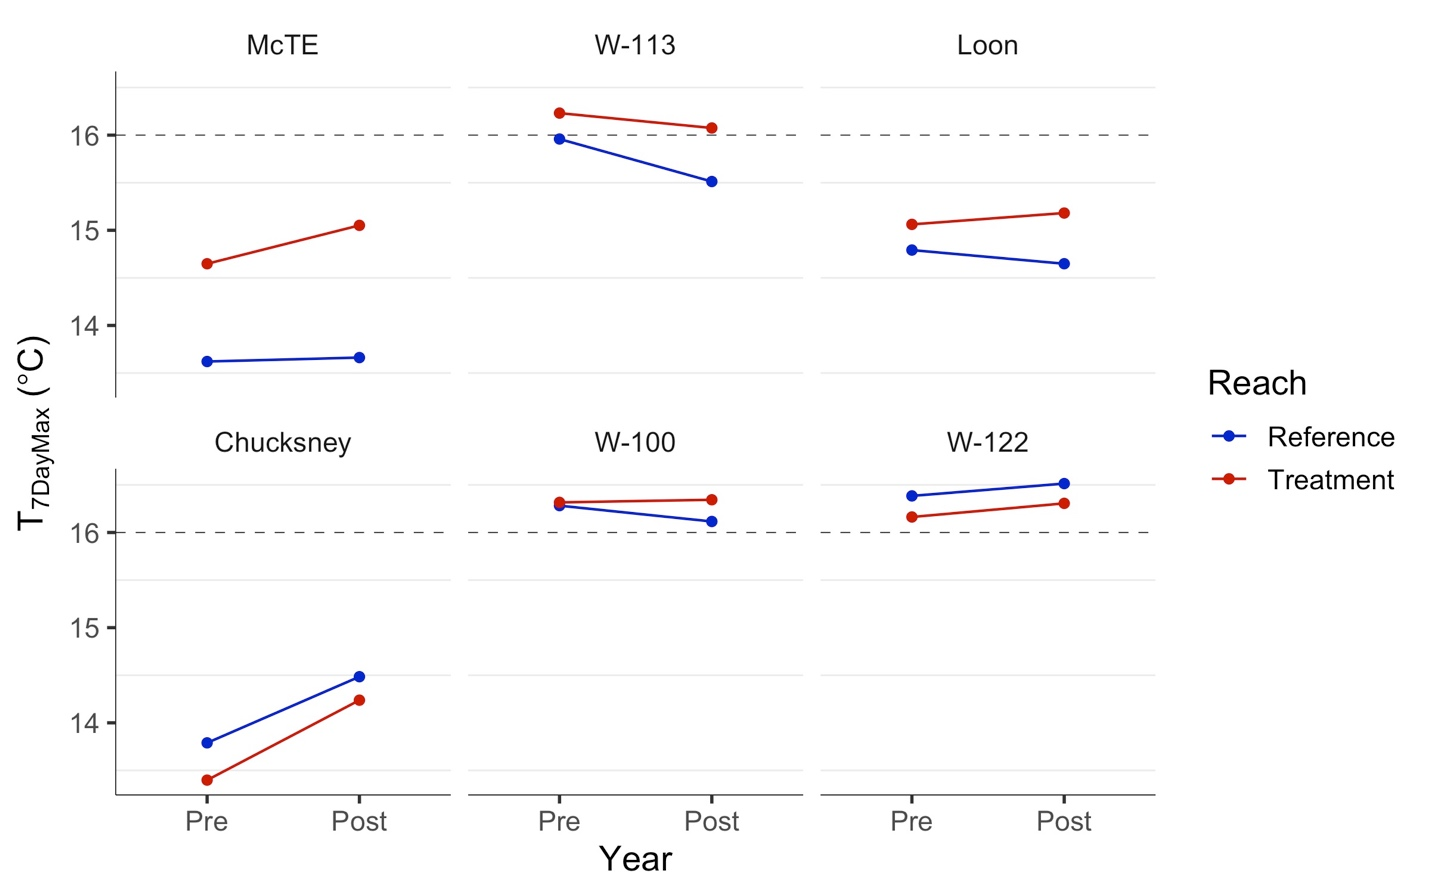 McTE
W-113
Loon
16
15
14
T7DayMax (°C)
Chucksney
W-100
W-122
16
15
14
Pre
Post
Pre
Post
Pre
Post
Year
Reach
Reference
Treatment